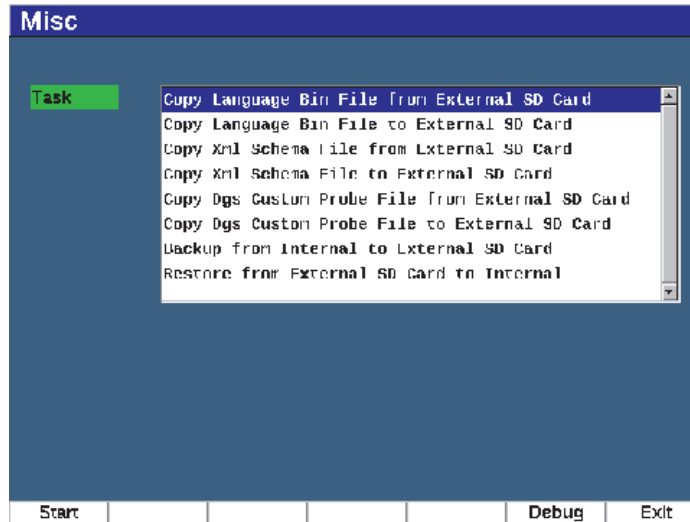 Misc
Task
Copy Language Bin File from External SD Card
Copy Language Bin File to External SD Card
Copy Xml Schema File from External SD Card
Copy Xml Schema File to External SD Card
Copy Dgs Custom Probe File from External SD Card
Copy Dgs Custom Probe File to External SD Card
Backup from Internal to External SD Card
Restore from External SD Card to Internal
Start Debug Exit